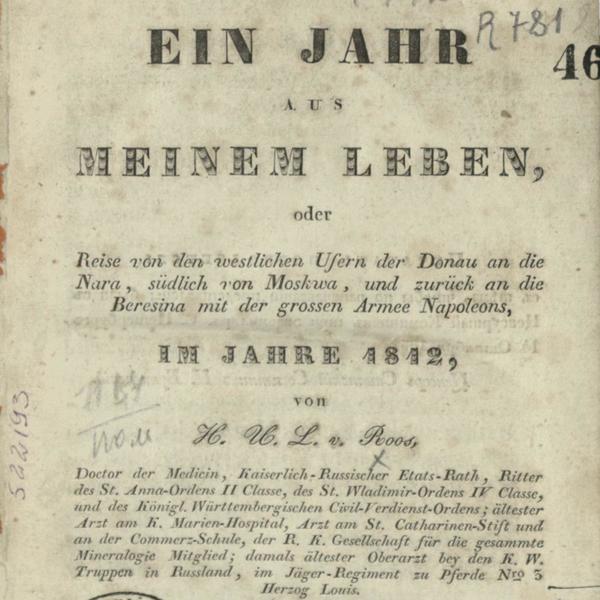 R 781
EIN JAHR
46
AUS
MEINEM LEBEN,
oder
Reise von den westlichen Ufern der Donau an die
Nara, südlich von Moskwa, und zurück an die
Beresina mit der grossen Armee Napoleons,
IM JAHRE 1812,
von
H. U. L. v. Roos,
Doctor der Medicin, Kaiserlich-Russischer Etats-Rath, Ritter
des St. Anna-Ordens II Classe, des St. Wladimir-Ordens IV Classe,
und des Königl. Württembergischen Civil-Verdienst-Ordens; ältester
Arzt am K. Marien-Hospital, Arzt am St. Catharinen-Stift und
an der Commerz-Schule, der R. K. Gesellschaft für die gesammte
Mineralogie Mitglied; damals ältester Oberarzt bey den K. W.
Truppen in Russland, im Jäger-Regiment zu Pferde Nro 3
Herzog Louis.
522193